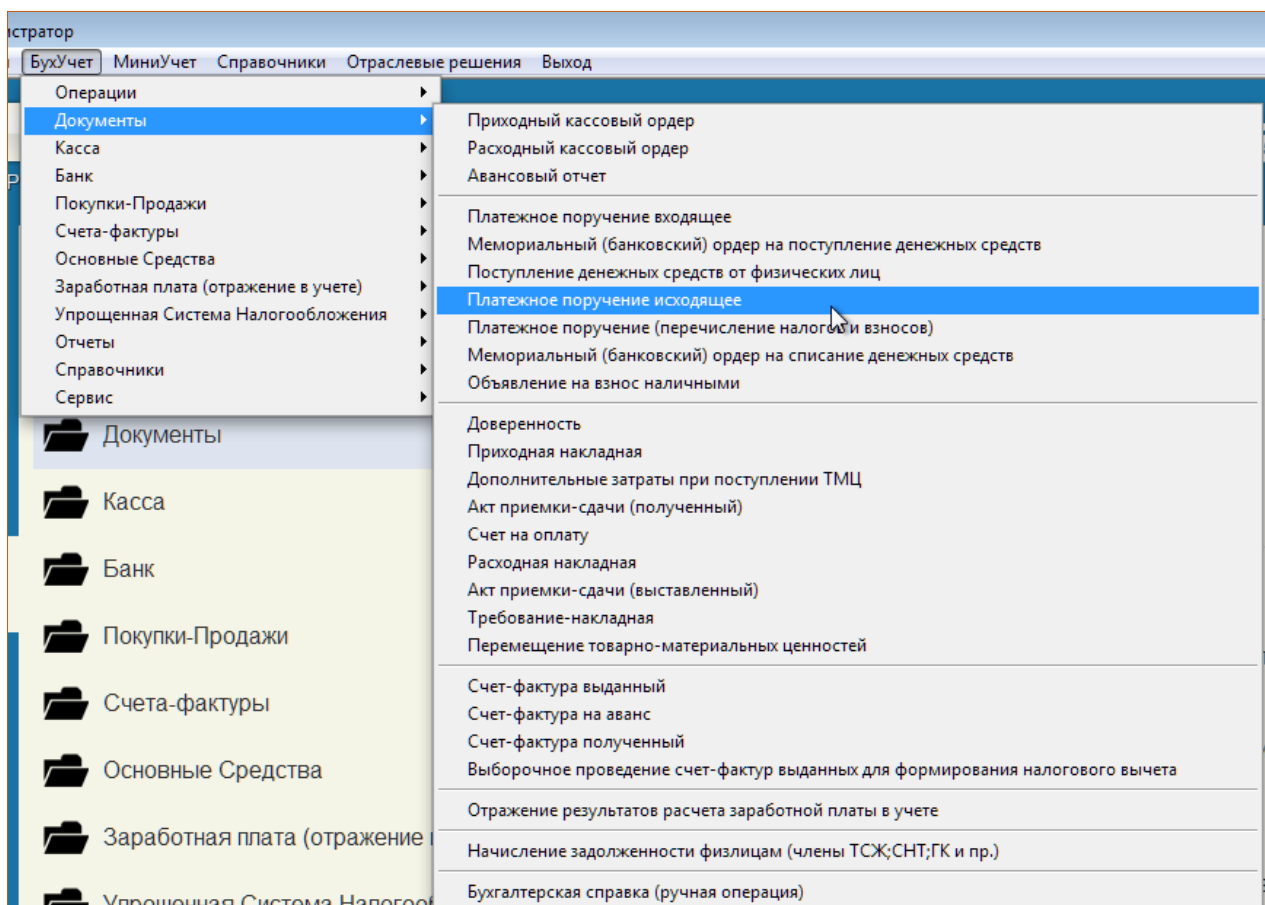 БухУчет МиниУчет Справочники Отраслевые решения Выход
Операции
Документы
Касса
Банк
Покупки-Продажи
Счета-фактуры
Основные Средства
Заработная плата (отражение в учете)
Упрощенная Система Налогообложения
Отчеты
Справочники
Сервис
Приходный кассовый ордер
Расходный кассовый ордер
Авансовый отчет
Платежное поручение входящее
Мемориальный (банковский) ордер на поступление денежных средств
Поступление денежных средств от физических лиц
Платежное поручение исходящее
Платежное поручение (перечисление налогов и взносов)
Мемориальный (банковский) ордер на списание денежных средств
Объявление на взнос наличными
Доверенность
Приходная накладная
Дополнительные затраты при поступлении ТМЦ
Акт приемки-сдачи (полученный)
Счет на оплату
Расходная накладная
Акт приемки-сдачи (выставленный)
Требование-накладная
Перемещение товарно-материальных ценностей
Счет-фактура выданный
Счет-фактура на аванс
Счет-фактура полученный
Выборочное проведение счет-фактур выданных для формирования налогового вычета
Отражение результатов расчета заработной платы в учете
Начисление задолженности физлицам (члены ТСЖ;СНТ;ГК и пр.)
Бухгалтерская справка (ручная операция)
Документы
Касса
Банк
Покупки-Продажи
Счета-фактуры
Основные Средства
Заработная плата (отражение
Упрощенная Система